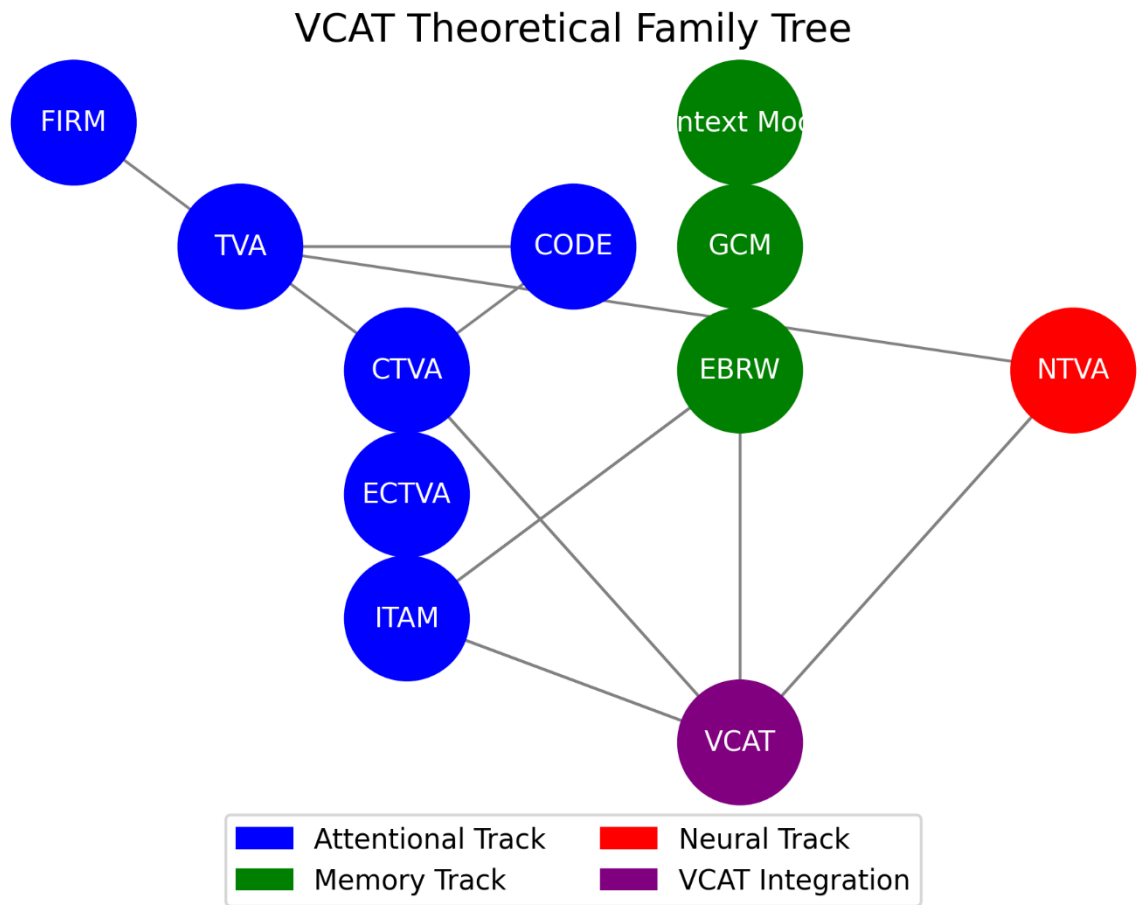 VCAT Theoretical Family Tree
FIRM
ntext Mod
TVA
CODE
GCM
CTVA
EBRW
NTVA
ECTVA
ITAM
VCAT
Attentional Track
Neural Track
Memory Track
VCAT Integration